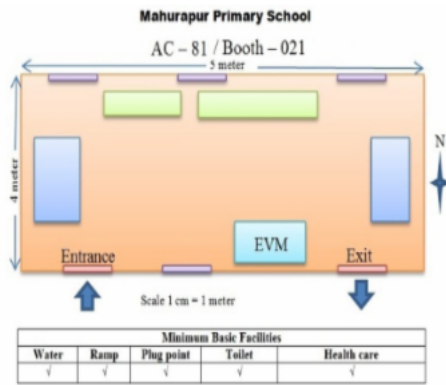 Mahurapur Primary School
AC – 81 / Booth – 021
5 meter
4 meter
N
EVM
Entrance
Exit
Scale 1 cm = 1 meter
Minimum Basic Facilities
Water Ramp Plug point Toilet Health care
√ √ √ √ √